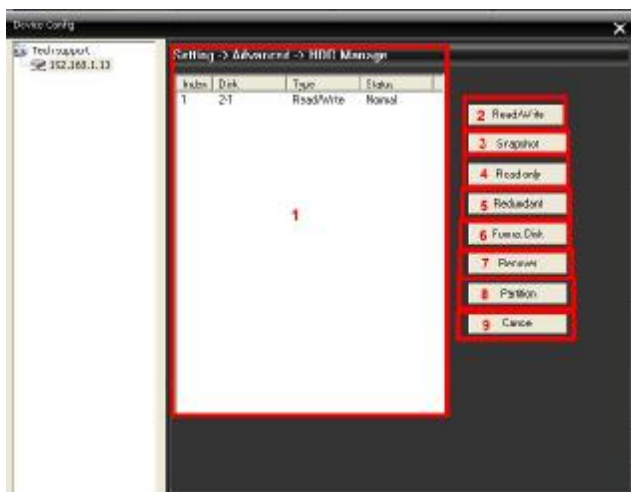 Device Config
Tech support
192.168.1.13
Setting -> Advanced -> HDD Manage
Index Disk Type Status
1 2-1 Read/Write Normal
1
2 Read/Write
3 Snapshot
4 Read only
5 Redundant
6 Format Disk
7 Recover
8 Partition
9 Cancel